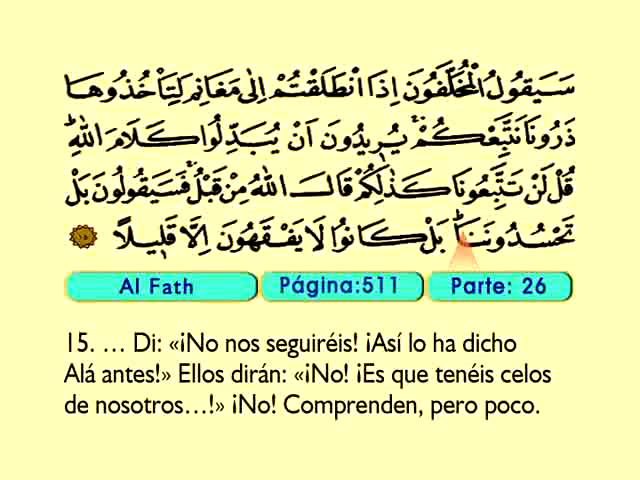 سَيَقُولُ الْمُخَلَّفُونَ إِذَا انْطَلَقْتُمْ إِلَىٰ مَغَانِمَ لِتَأْخُذُوهَا
ذَرُونَا نَتَّبِعْكُمْ ۖ يُرِيدُونَ أَنْ يُبَدِّلُوا كَلَامَ اللَّهِ ۚ
قُلْ لَنْ تَتَّبِعُونَا كَذَٰلِكُمْ قَالَ اللَّهُ مِنْ قَبْلُ ۖ فَسَيَقُولُونَ بَلْ
تَحْسُدُونَنَا ۚ بَلْ كَانُوا لَا يَفْقَهُونَ إِلَّا قَلِيلًا ١٥
Al Fath Página:511 Parte: 26
15. … Di: «¡No nos seguiréis! ¡Así lo ha dicho
Alá antes!» Ellos dirán: «¡No! ¡Es que tenéis celos
de nosotros…!» ¡No! Comprenden, pero poco.